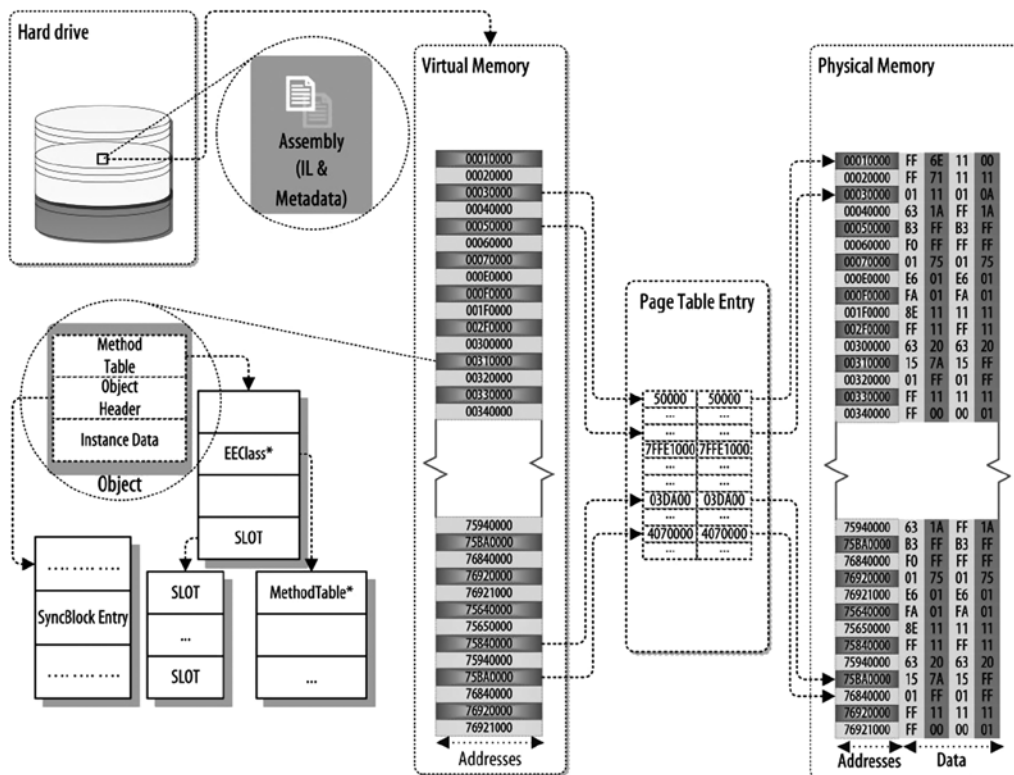 Hard drive
Assembly
(IL &
Metadata)
Method
Table
Object
Header
Instance Data
Object
EEClass*
SLOT
... ... ...
SyncBlock Entry
... ... ...
SLOT
...
SLOT
MethodTable*
...
Virtual Memory
00010000
00020000
00030000
00040000
00050000
00060000
00070000
000E0000
000F0000
001F0000
002F0000
00300000
00310000
00320000
00330000
00340000
75940000
75BA0000
76840000
76920000
76921000
75640000
75650000
75840000
75940000
75BA0000
76840000
76920000
76921000
Addresses
Page Table Entry
50000 50000
... ...
... ...
7FFE1000 7FFE1000
... ...
... ...
03DA00 03DA00
... ...
4070000 4070000
... ...
Physical Memory
00010000 FF 6E 11 00
00020000 FF 71 11 11
00030000 01 11 01 0A
00040000 63 1A FF 1A
00050000 B3 FF B3 FF
00060000 F0 FF FF FF
00070000 01 75 01 75
000E0000 E6 01 E6 01
000F0000 FA 01 FA 01
001F0000 8E 11 11 11
002F0000 FF 11 FF 11
00300000 63 20 63 20
00310000 15 7A 15 FF
00320000 01 FF 01 FF
00330000 FF 11 11 11
00340000 FF 00 00 01
75940000 63 1A FF 1A
75BA0000 B3 FF B3 FF
76840000 F0 FF FF FF
76920000 01 75 01 75
76921000 E6 01 E6 01
75640000 FA 01 FA 01
75650000 8E 11 11 11
75840000 FF 11 FF 11
75940000 63 20 63 20
75BA0000 15 7A 15 FF
76840000 01 FF 01 FF
76920000 FF 11 11 11
76921000 FF 00 00 01
Addresses Data